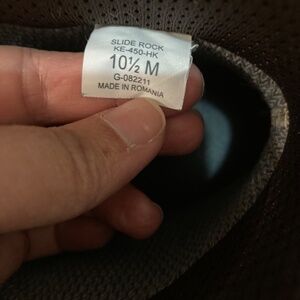 SLIDE ROCK
KE-450-HK
10½ M
G-082211
MADE IN ROMANIA